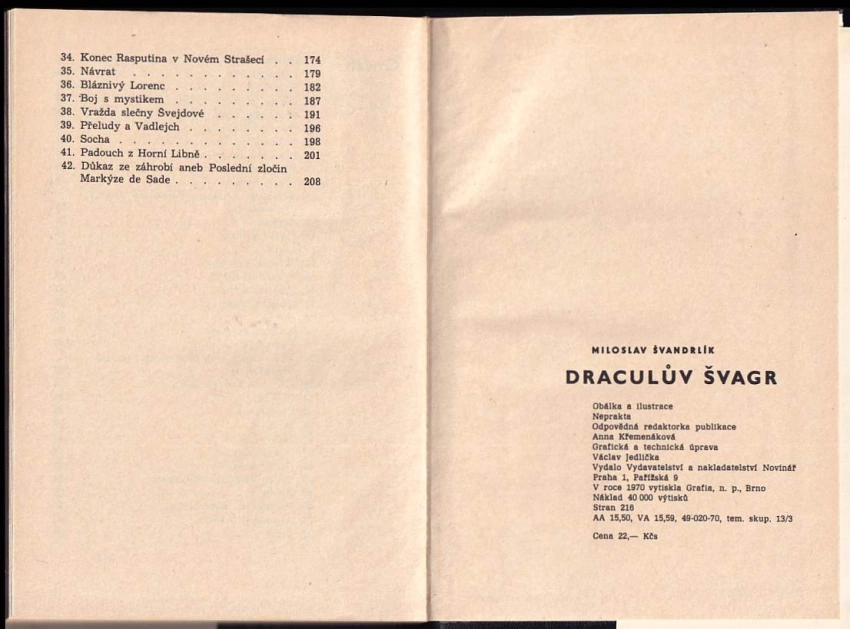 34. Konec Rasputina v Novém Strašecí . . 174
35. Návrat . . . . . . . . . . . 179
36. Bláznivý Lorenc . . . . . . . . . 182
37. Boj s mystikem . . . . . . . . . 187
38. Vražda slečny Švejdové . . . . . . 191
39. Přeludy a Vadlejch . . . . . . . . 196
40. Socha . . . . . . . . . . . . 198
41. Padouch z Horní Libně . . . . . . . 201
42. Důkaz ze záhrobí aneb Poslední zločin
Markýze de Sade . . . . . . . . . 208
MILOSLAV ŠVANDRLÍK
DRACULŮV ŠVAGR
Obálka a ilustrace
Neprakta
Odpovědná redaktorka publikace
Anna Křemenáková
Grafická a technická úprava
Václav Jedlička
Vydalo Vydavatelství a nakladatelství Novinář
Praha 1, Pařížská 9
V roce 1970 vytiskla Grafia, n. p., Brno
Náklad 40 000 výtisků
Stran 216
AA 15,50, VA 15,59, 49-020-70, tem. skup. 13/3
Cena 22,— Kčs